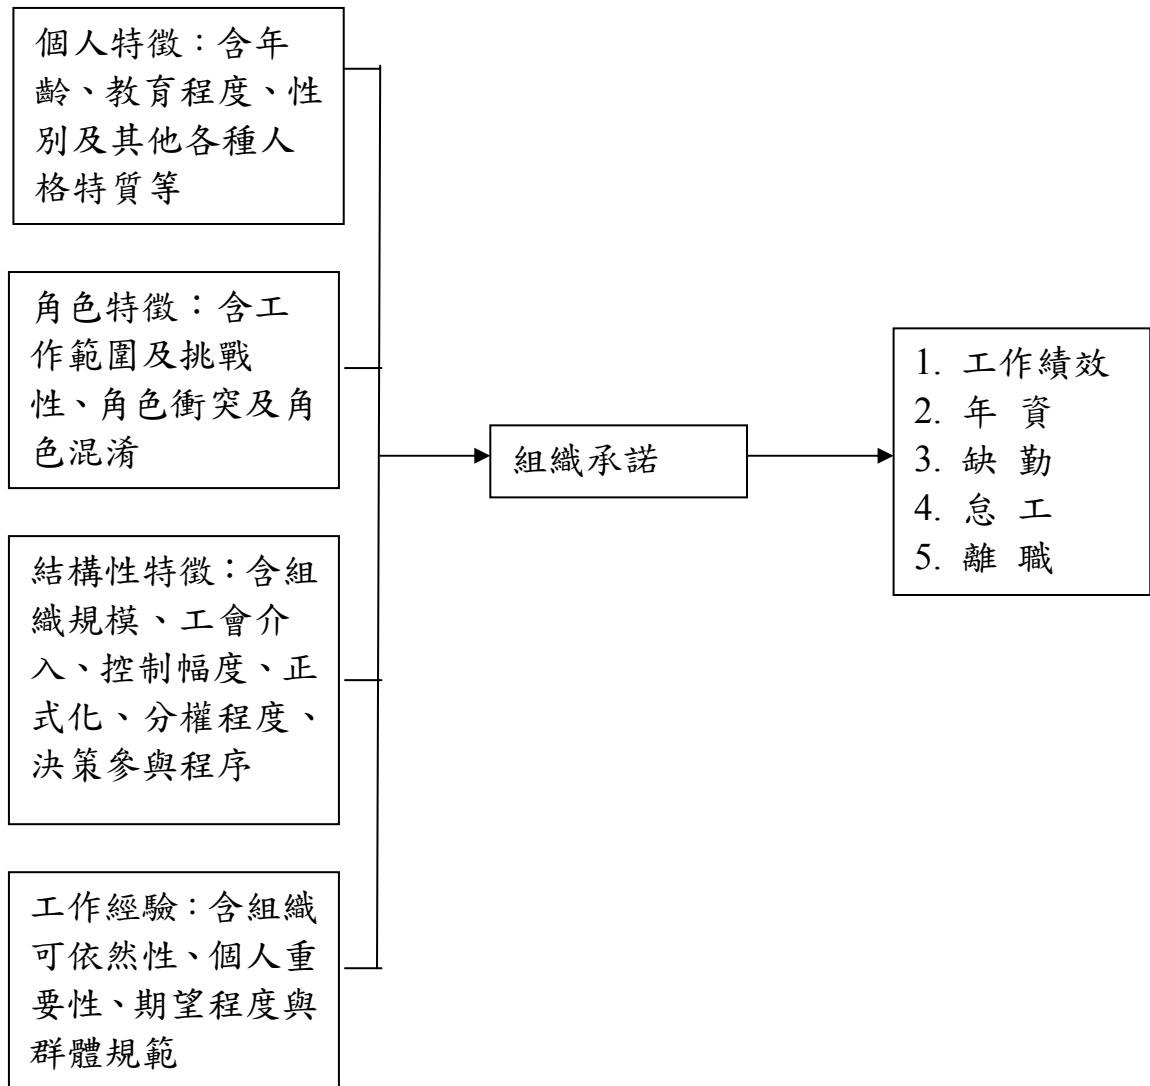 個人特徵：含年
齡、教育程度、性
別及其他各種人
格特質等
角色特徵：含工
作範圍及挑戰
性、角色衝突及角
色混淆
結構性特徵：含組
織規模、工會介
入、控制幅度、正
式化、分權程度、
決策參與程序
工作經驗：含組織
可依然性、個人重
要性、期望程度與
群體規範
組織承諾
1. 工作績效
2. 年 資
3. 缺 勤
4. 怠 工
5. 離 職